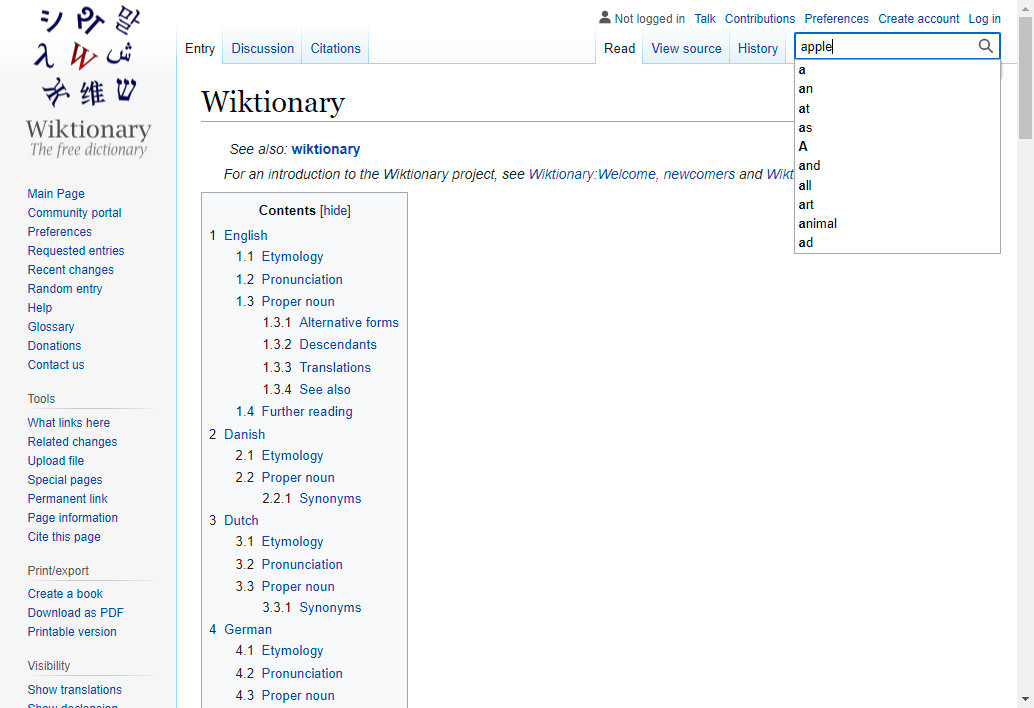 シ  말
λ W ش
维 ש
Wiktionary
The free dictionary
Not logged in Talk Contributions Preferences Create account Log in
Entry Discussion Citations Read View source History apple
a
an
at
as
A
and
all
art
animal
ad
Wiktionary
See also: wiktionary
For an introduction to the Wiktionary project, see Wiktionary:Welcome, newcomers and Wikt
Contents [hide]
1 English
1.1 Etymology
1.2 Pronunciation
1.3 Proper noun
1.3.1 Alternative forms
1.3.2 Descendants
1.3.3 Translations
1.3.4 See also
1.4 Further reading
2 Danish
2.1 Etymology
2.2 Proper noun
2.2.1 Synonyms
3 Dutch
3.1 Etymology
3.2 Pronunciation
3.3 Proper noun
3.3.1 Synonyms
4 German
4.1 Etymology
4.2 Pronunciation
4.3 Proper noun
Main Page
Community portal
Preferences
Requested entries
Recent changes
Random entry
Help
Glossary
Donations
Contact us
Tools
What links here
Related changes
Upload file
Special pages
Permanent link
Page information
Cite this page
Print/export
Create a book
Download as PDF
Printable version
Visibility
Show translations
Show declension